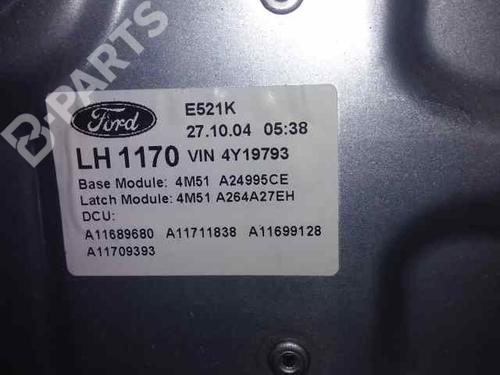 B-PARTS
Ford
E521K
27.10.04 05:38
LH 1170 VIN 4Y19793
Base Module: 4M51 A24995CE
Latch Module: 4M51 A264A27EH
DCU:
A11689680 A11711838 A11699128
A11709393